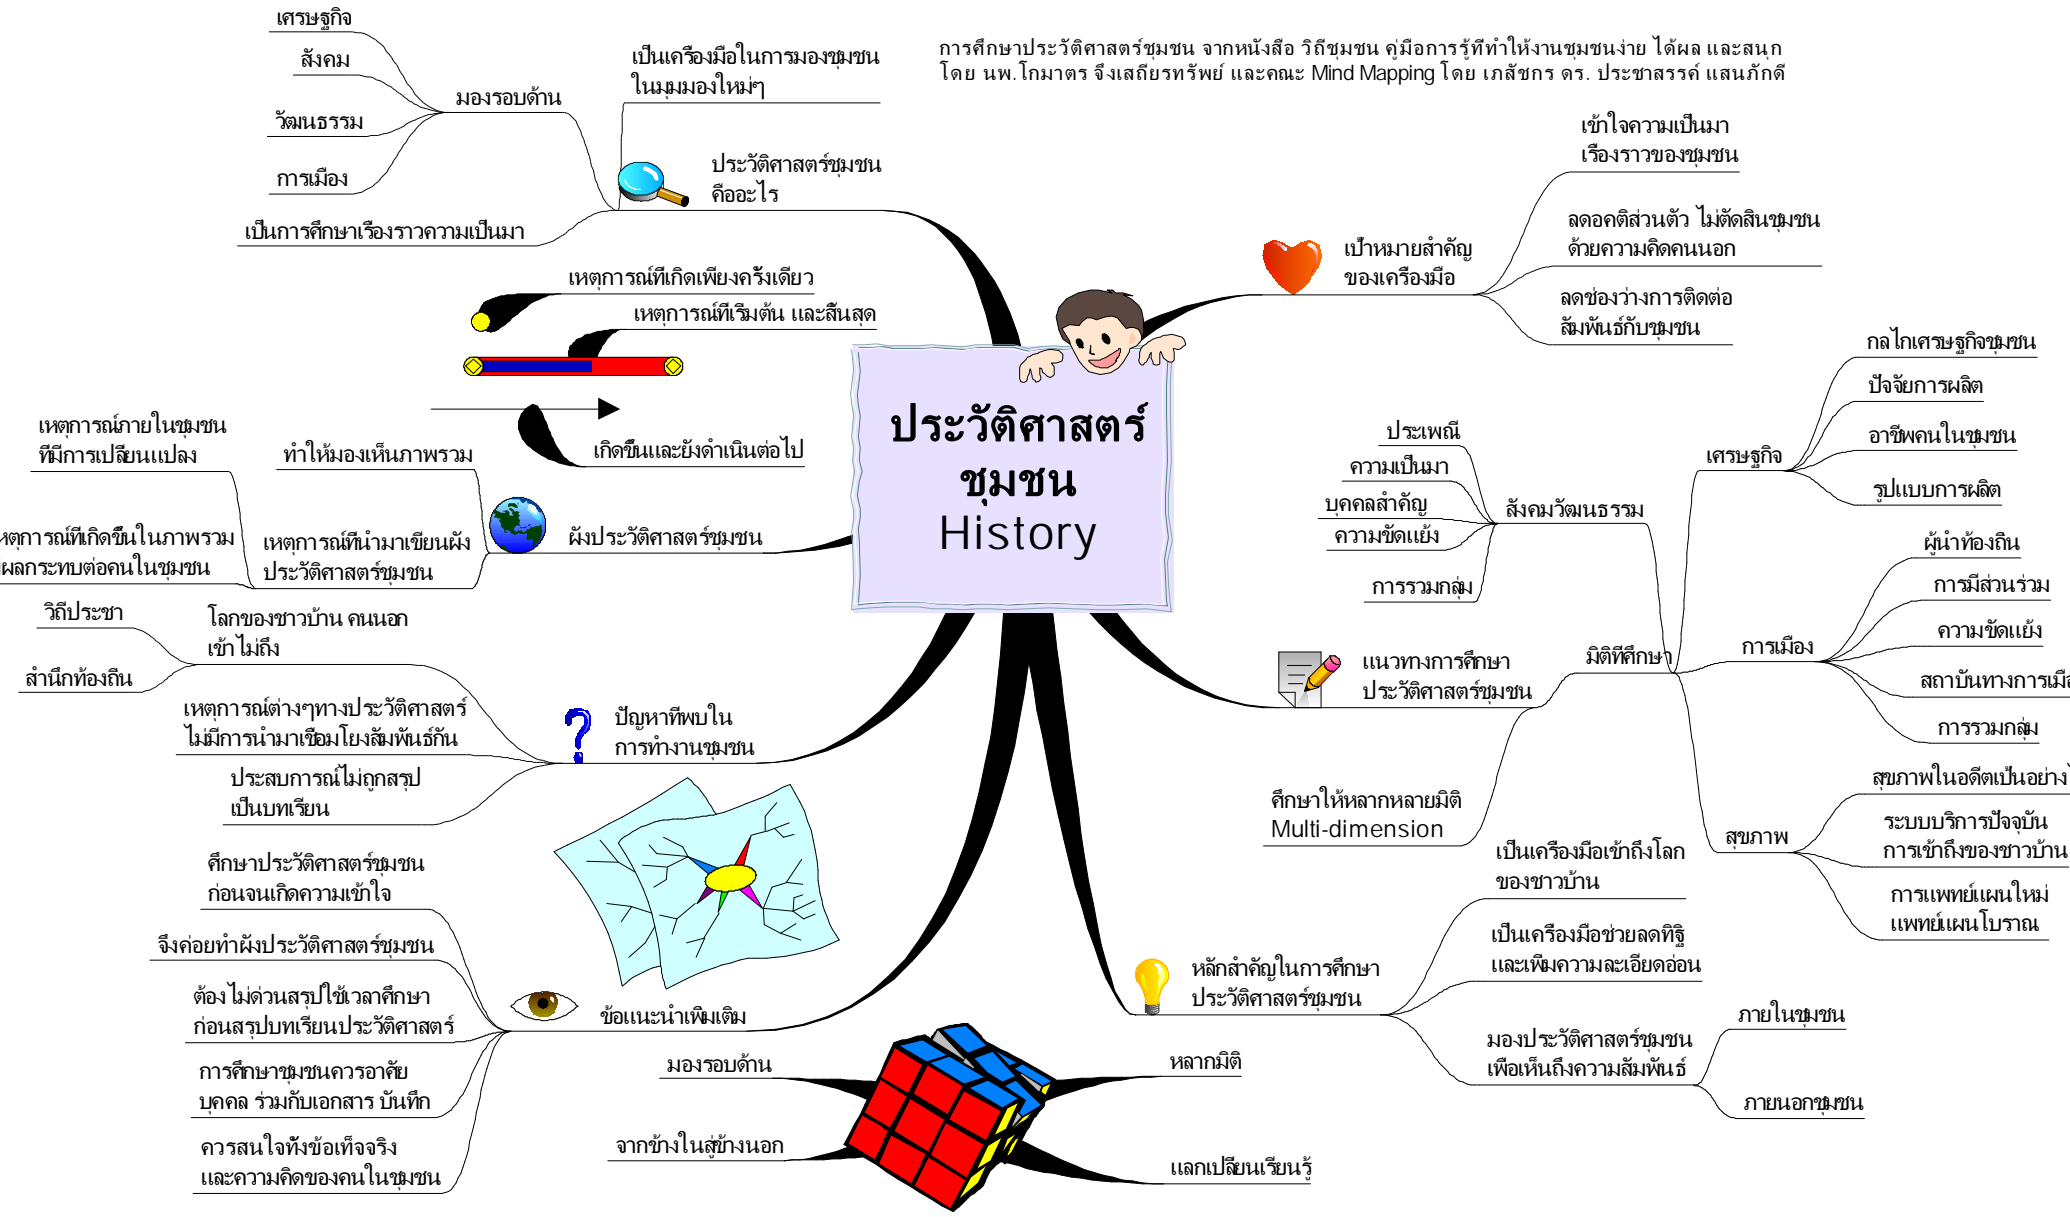 การศึกษาประวัติศาสตร์ชุมชน จากหนังสือ วิถีชุมชน คู่มือการรู้ที่ทำให้งานชุมชนง่าย ได้ผล และสนุก
โดย นพ.โกมาตร จึงเสถียรทรัพย์ และคณะ Mind Mapping โดย เภสัชกร ดร. ประชาสรรค์ แสนภักดี
ประวัติศาสตร์
ชุมชน
History
ประวัติศาสตร์ชุมชน
คืออะไร
เป็นเครื่องมือในการมองชุมชน
ในมุมมองใหม่ๆ
มองรอบด้าน
เศรษฐกิจ
สังคม
วัฒนธรรม
การเมือง
เป็นการศึกษาเรื่องราวความเป็นมา
เหตุการณ์ที่เกิดเพียงครั้งเดียว
เหตุการณ์ที่เริ่มต้น และสิ้นสุด
เกิดขึ้นและยังดำเนินต่อไป
ผังประวัติศาสตร์ชุมชน
ทำให้มองเห็นภาพรวม
เหตุการณ์ที่นำมาเขียนผัง
ประวัติศาสตร์ชุมชน
เหตุการณ์ภายในชุมชน
ที่มีการเปลี่ยนแปลง
เหตุการณ์ที่เกิดขึ้นในภาพรวม
ผลกระทบต่อคนในชุมชน
ปัญหาที่พบใน
การทำงานชุมชน
โลกของชาวบ้าน คนนอก
เข้าไม่ถึง
วิถีประชา
สำนึกท้องถิ่น
เหตุการณ์ต่างๆทางประวัติศาสตร์
ไม่มีการนำมาเชื่อมโยงสัมพันธ์กัน
ประสบการณ์ไม่ถูกสรุป
เป็นบทเรียน
ข้อแนะนำเพิ่มเติม
ศึกษาประวัติศาสตร์ชุมชน
ก่อนจนเกิดความเข้าใจ
จึงค่อยทำผังประวัติศาสตร์ชุมชน
ต้องไม่ด่วนสรุปใช้เวลาศึกษา
ก่อนสรุปบทเรียนประวัติศาสตร์
การศึกษาชุมชนควรอาศัย
บุคคล ร่วมกับเอกสาร บันทึก
ควรสนใจทั้งข้อเท็จจริง
และความคิดของคนในชุมชน
มองรอบด้าน
จากข้างในสู่ข้างนอก
หลากมิติ
แลกเปลี่ยนเรียนรู้
เป้าหมายสำคัญ
ของเครื่องมือ
เข้าใจความเป็นมา
เรื่องราวของชุมชน
ลดอคติส่วนตัว ไม่ตัดสินชุมชน
ด้วยความคิดคนนอก
ลดช่องว่างการติดต่อ
สัมพันธ์กับชุมชน
แนวทางการศึกษา
ประวัติศาสตร์ชุมชน
มิติที่ศึกษา
สังคมวัฒนธรรม
ประเพณี
ความเป็นมา
บุคคลสำคัญ
ความขัดแย้ง
การรวมกลุ่ม
เศรษฐกิจ
กลไกเศรษฐกิจชุมชน
ปัจจัยการผลิต
อาชีพคนในชุมชน
รูปแบบการผลิต
การเมือง
ผู้นำท้องถิ่น
การมีส่วนร่วม
ความขัดแย้ง
สถาบันทางการเมือ
การรวมกลุ่ม
สุขภาพ
สุขภาพในอดีตเป็นอย่าง
ระบบบริการปัจจุบัน
การเข้าถึงของชาวบ้าน
การแพทย์แผนใหม่
แพทย์แผนโบราณ
ศึกษาให้หลากหลายมิติ
Multi-dimension
หลักสำคัญในการศึกษา
ประวัติศาสตร์ชุมชน
เป็นเครื่องมือเข้าถึงโลก
ของชาวบ้าน
เป็นเครื่องมือช่วยลดทิฐิ
และเพิ่มความละเอียดอ่อน
มองประวัติศาสตร์ชุมชน
เพื่อเห็นถึงความสัมพันธ์
ภายในชุมชน
ภายนอกชุมชน